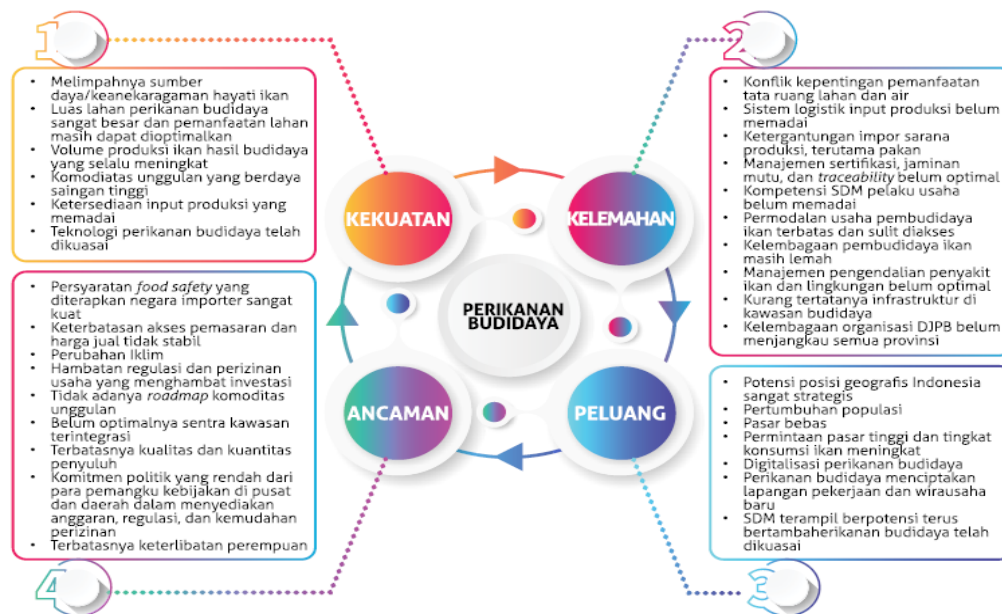 1
• Melimpahnya sumber
daya/keanekaragaman hayati ikan
• Luas lahan perikanan budidaya
sangat besar dan pemanfaatan lahan
masih dapat dioptimalkan
• Volume produksi ikan hasil budidaya
yang selalu meningkat
• Komodiatas unggulan yang berdaya
saingan tinggi
• Ketersediaan input produksi yang
memadai
• Teknologi perikanan budidaya telah
dikuasai
2
• Konflik kepentingan pemanfaatan
tata ruang lahan dan air
• Sistem logistik input produksi belum
memadai
• Ketergantungan impor sarana
produksi, terutama pakan
• Manajemen sertifikasi, jaminan
mutu, dan traceability belum optimal
• Kompetensi SDM pelaku usaha
belum memadai
• Permodalan usaha pembudidaya
ikan terbatas dan sulit diakses
• Kelembagaan pembudidaya ikan
masih lemah
• Manajemen pengendalian penyakit
ikan dan lingkungan belum optimal
• Kurang tertatanya infrastruktur di
kawasan budidaya
• Kelembagaan organisasi DJPB belum
menjangkau semua provinsi
KEKUATAN
KELEMAHAN
PERIKANAN
BUDIDAYA
ANCAMAN
PELUANG
• Persyaratan food safety yang
diterapkan negara importer sangat
kuat
• Keterbatasan akses pemasaran dan
harga jual tidak stabil
• Perubahan Iklim
• Hambatan regulasi dan perizinan
usaha yang menghambat investasi
• Tidak adanya roadmap komoditas
unggulan
• Belum optimalnya sentra kawasan
terintegrasi
• Terbatasnya kualitas dan kuantitas
penyuluh
• Komitmen politik yang rendah dari
para pemangku kebijakan di pusat
dan daerah dalam menyediakan
anggaran, regulasi, dan kemudahan
perizinan
• Terbatasnya keterlibatan perempuan
4
• Potensi posisi geografis Indonesia
sangat strategis
• Pertumbuhan populasi
• Pasar bebas
• Permintaan pasar tinggi dan tingkat
konsumsi ikan meningkat
• Digitalisasi perikanan budidaya
• Perikanan budidaya menciptakan
lapangan pekerjaan dan wirausaha
baru
• SDM terampil berpotensi terus
bertambaherikanan budidaya telah
dikuasai
3